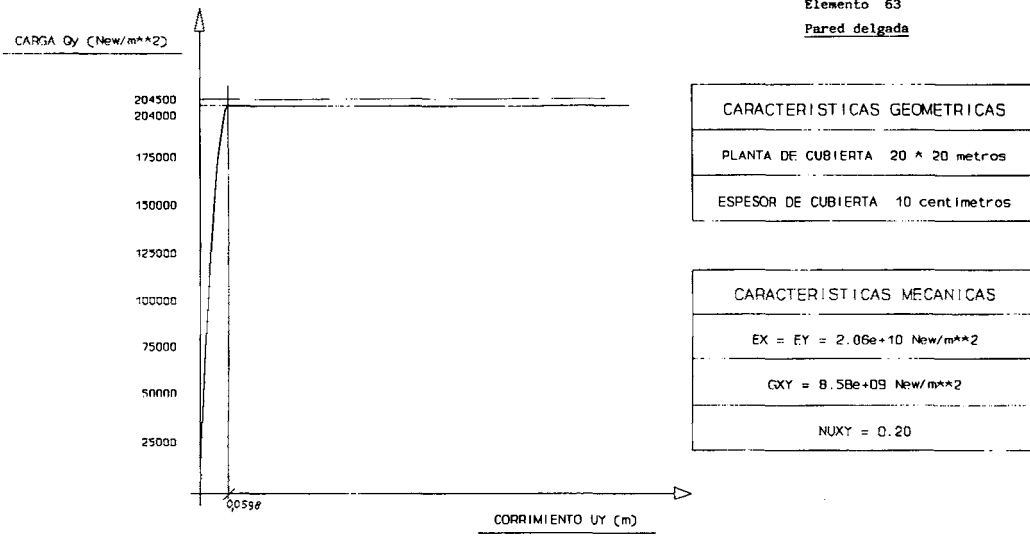 Elemento 63
Pared delgada
CARGA Qy (New/m**2)
204500
204000
175000
150000
125000
100000
75000
50000
25000
0,0598
CORRIMIENTO UY (m)
CARACTERISTICAS GEOMETRICAS
PLANTA DE CUBIERTA 20 * 20 metros
ESPESOR DE CUBIERTA 10 centimetros
CARACTERISTICAS MECANICAS
EX = EY = 2.06e+10 New/m**2
GXY = 8.58e+09 New/m**2
NUXY = 0.20